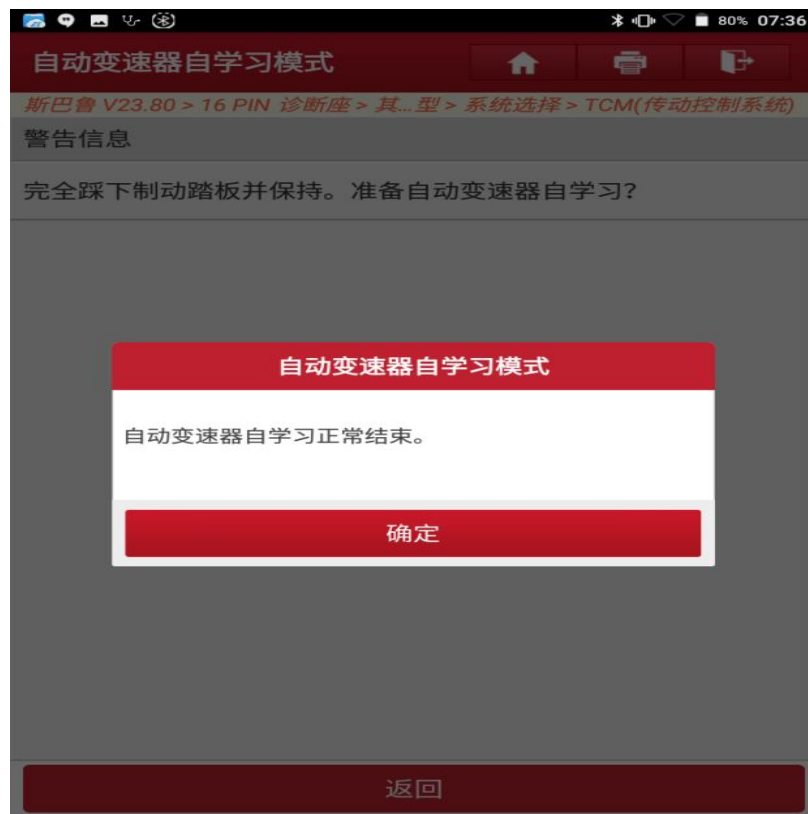 80% 07:36
自动变速器自学习模式
斯巴鲁 V23.80 > 16 PIN 诊断座 > 其...型 > 系统选择 > TCM(传动控制系统)
警告信息
完全踩下制动踏板并保持。准备自动变速器自学习?
自动变速器自学习模式
自动变速器自学习正常结束。
确定
返回